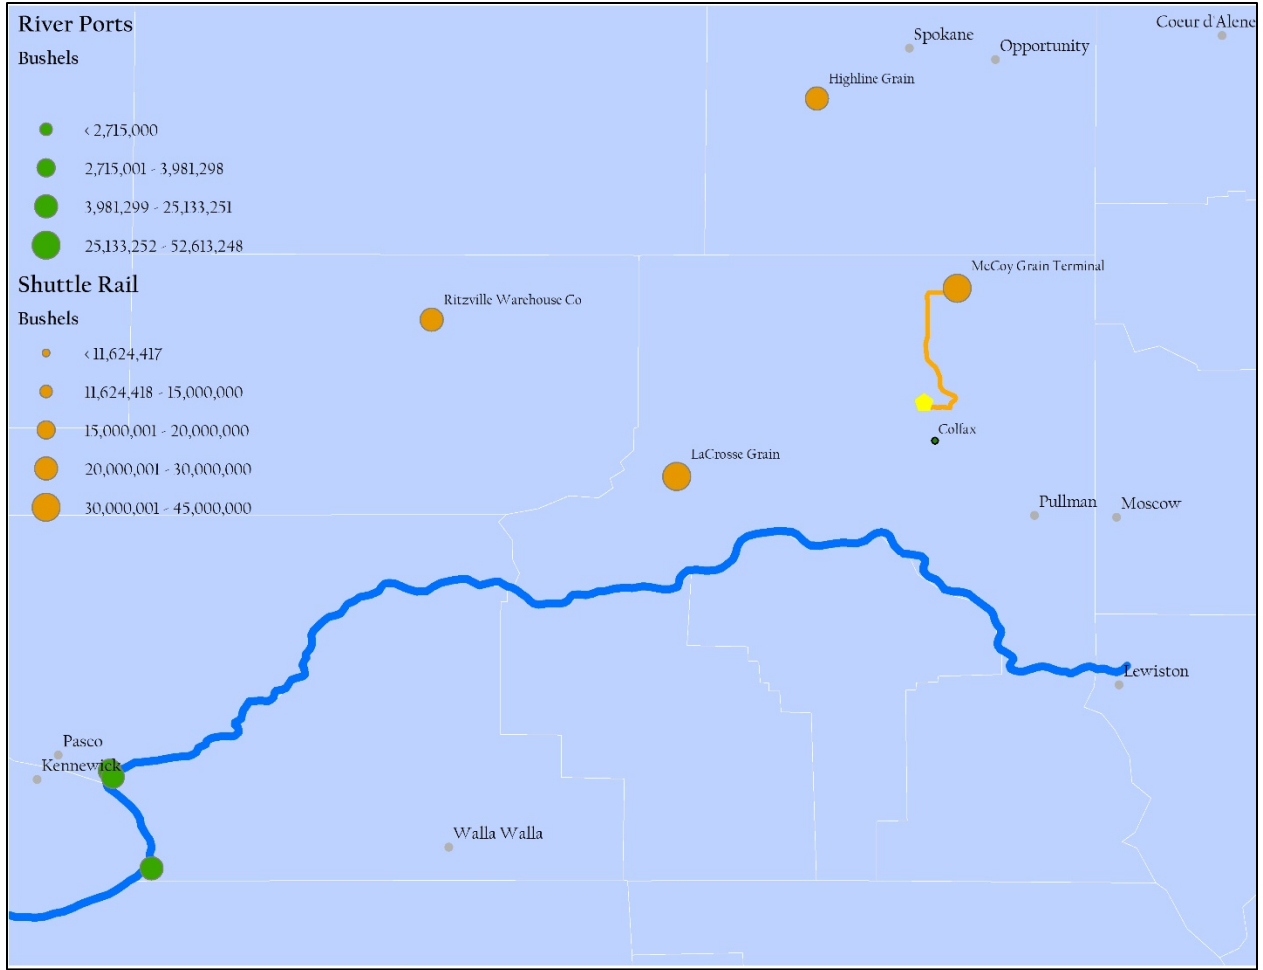 River Ports
Bushels
< 2,715,000
2,715,001 - 3,981,298
3,981,299 - 25,133,251
25,133,252 - 52,613,248
Shuttle Rail
Bushels
< 11,624,417
11,624,418 - 15,000,000
15,000,001 - 20,000,000
20,000,001 - 30,000,000
30,000,001 - 45,000,000
Coeur d'Alene
Spokane
Opportunity
Highline Grain
McCoy Grain Terminal
Ritzville Warehouse Co
Colfax
LaCrosse Grain
Pullman
Moscow
Lewiston
Pasco
Kennewick
Walla Walla